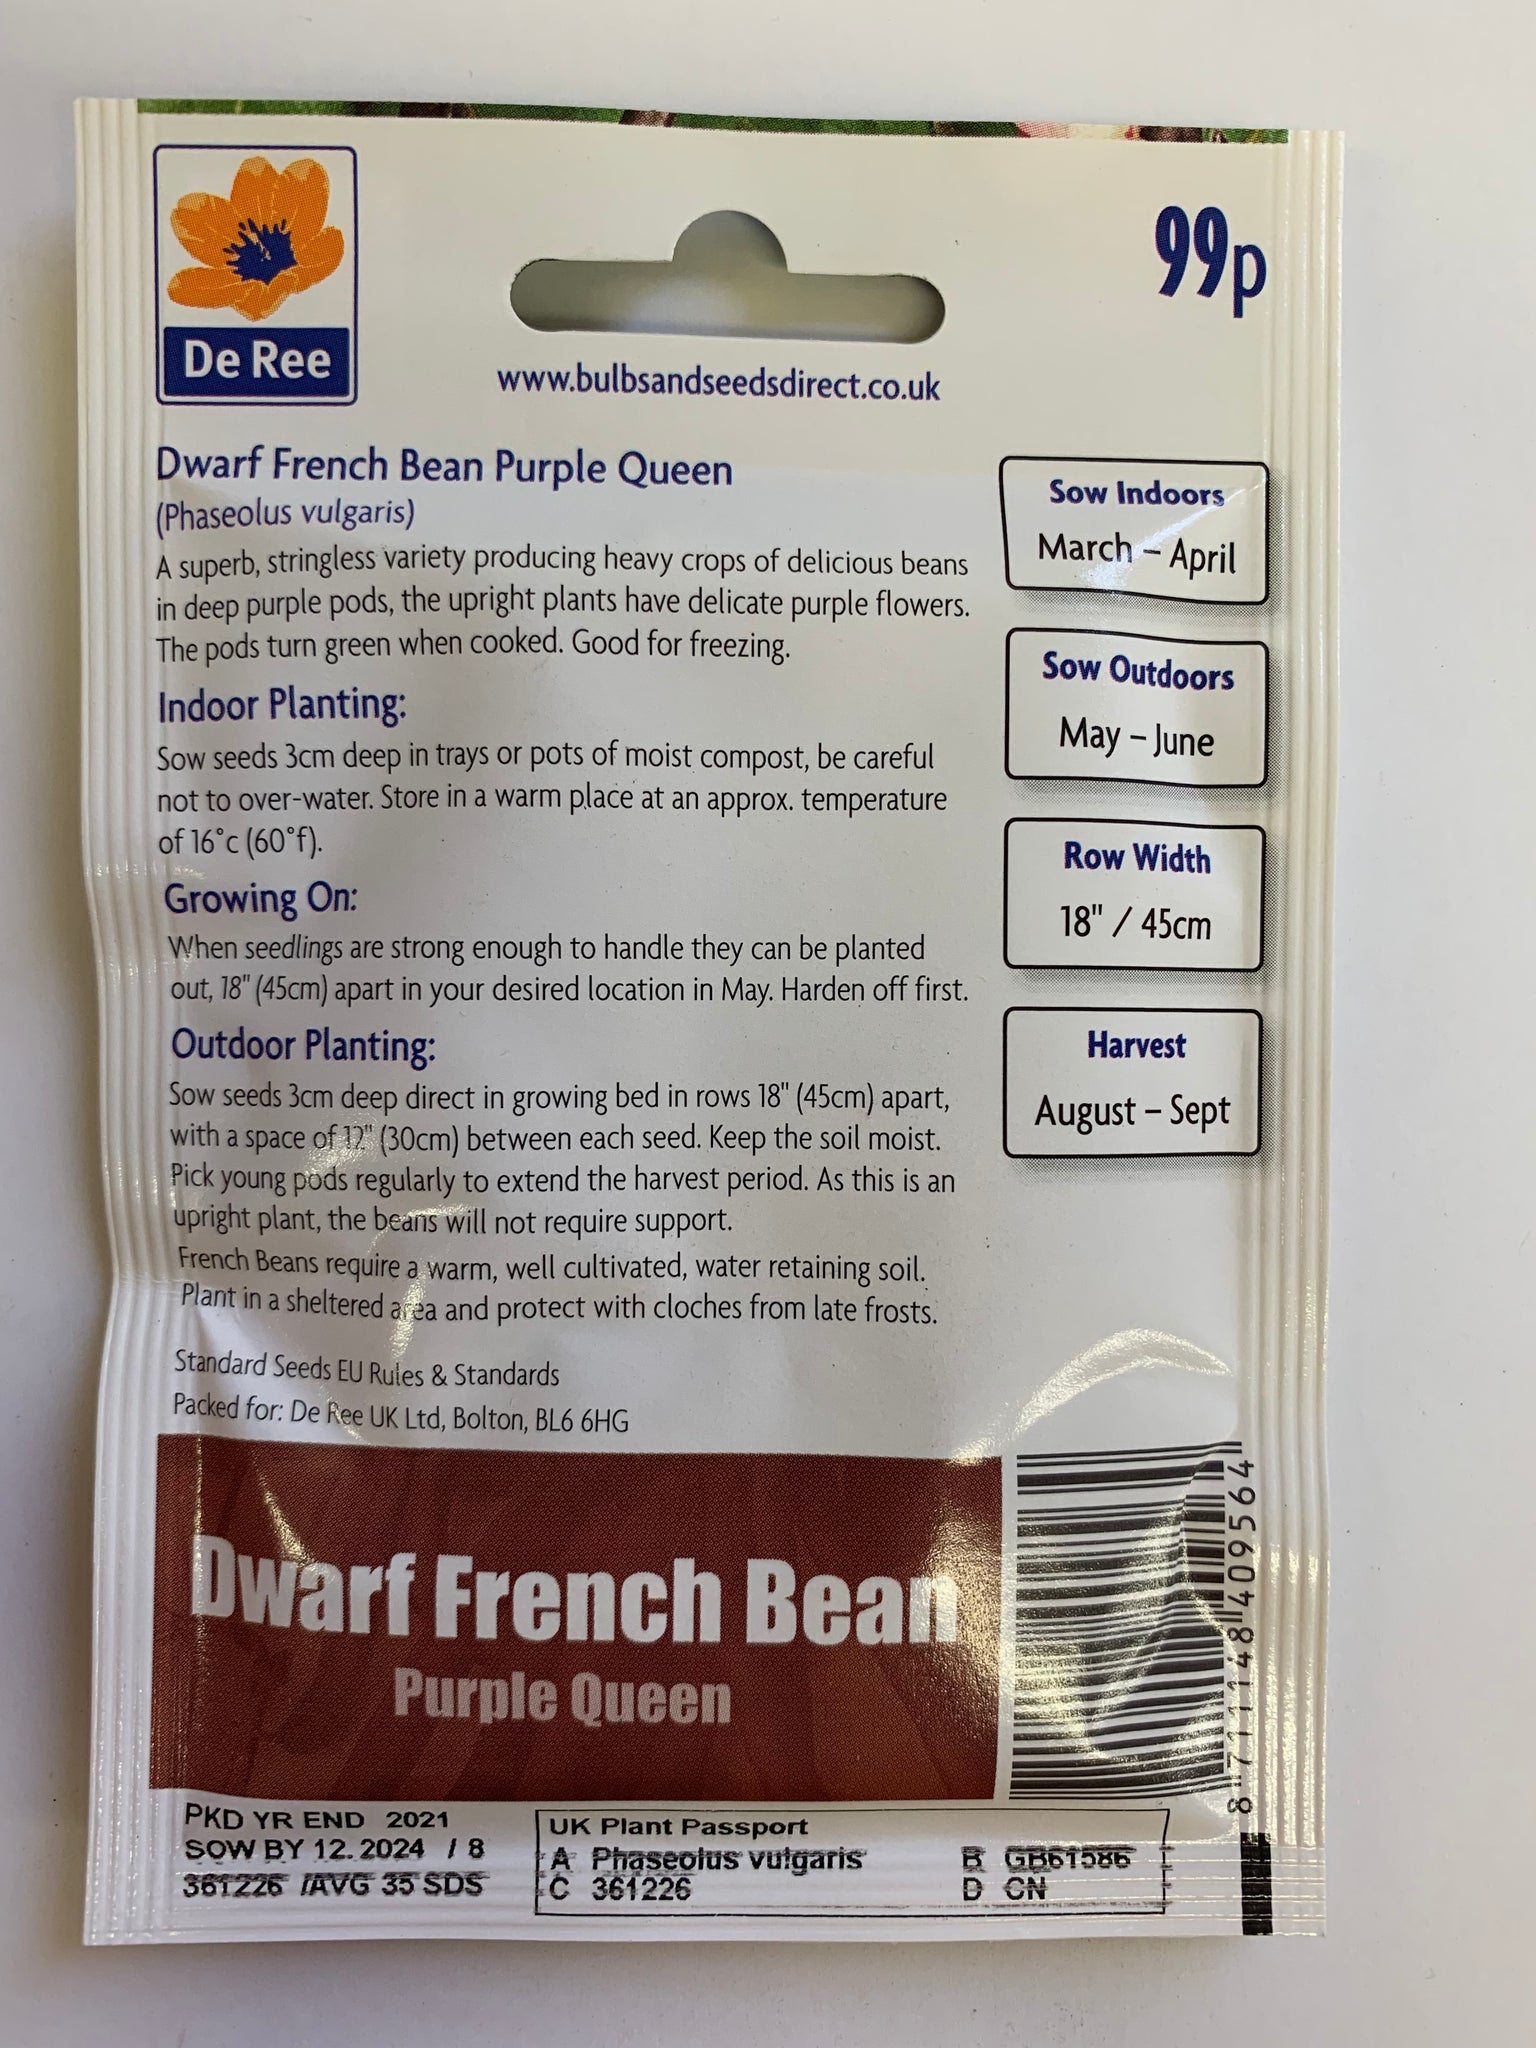 De Ree
99p
www.bulbsandseedsdirect.co.uk
Dwarf French Bean Purple Queen
(Phaseolus vulgaris)
A superb, stringless variety producing heavy crops of delicious beans
in deep purple pods, the upright plants have delicate purple flowers.
The pods turn green when cooked. Good for freezing.
Indoor Planting:
Sow seeds 3cm deep in trays or pots of moist compost, be careful
not to over-water. Store in a warm place at an approx. temperature
of 16°c (60°f).
Growing On:
When seedlings are strong enough to handle they can be planted
out, 18" (45cm) apart in your desired location in May. Harden off first.
Outdoor Planting:
Sow seeds 3cm deep direct in growing bed in rows 18" (45cm) apart,
with a space of 12" (30cm) between each seed. Keep the soil moist.
Pick young pods regularly to extend the harvest period. As this is an
upright plant, the beans will not require support.
French Beans require a warm, well cultivated, water retaining soil.
Plant in a sheltered area and protect with cloches from late frosts.
Standard Seeds EU Rules & Standards
Packed for: De Ree UK Ltd, Bolton, BL6 6HG
Sow Indoors
March – April
Sow Outdoors
May – June
Row Width
18" / 45cm
Harvest
August – Sept
Dwarf French Bean
Purple Queen
8 711148 409564
PKD YR END 2021
SOW BY 12.2024 / 8
361226 /AVG 35 SDS
UK Plant Passport
A Phaseolus vulgaris B GB61586
C 361226 D CN